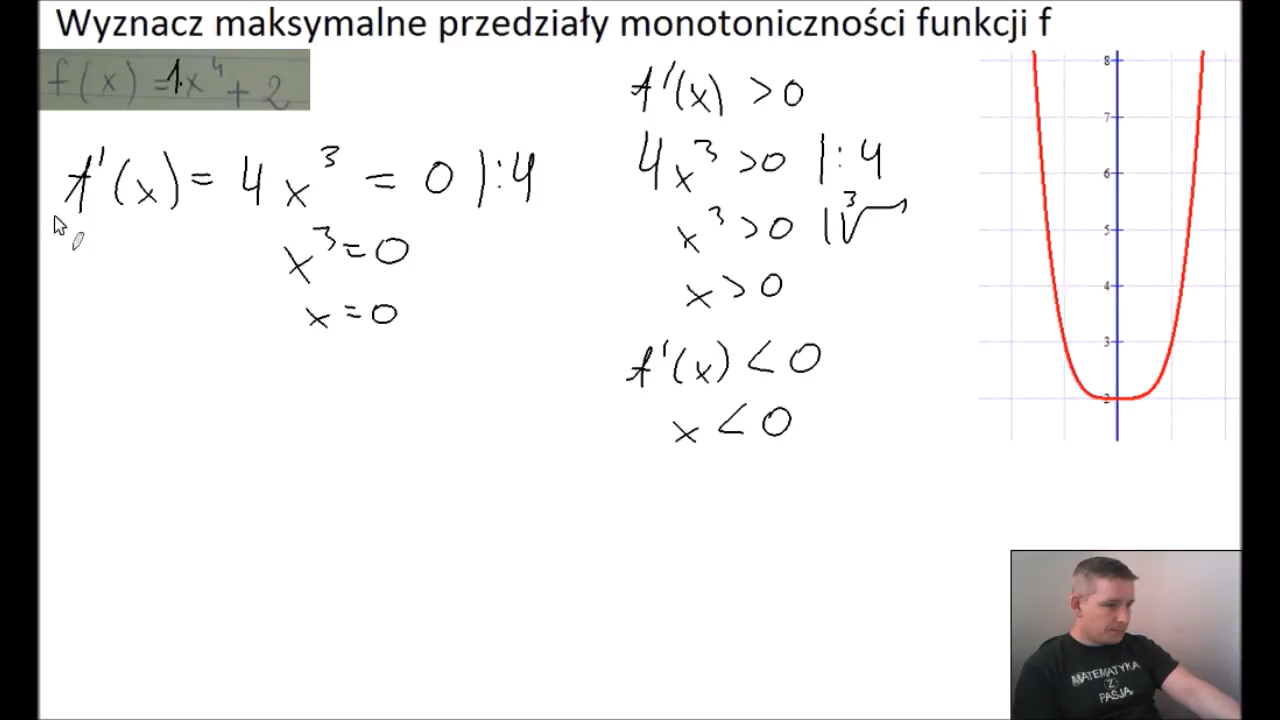 Wyznacz maksymalne przedziały monotoniczności funkcji f
f(x) = 1x⁴ + 2
f'(x) = 4x³ = 0 |:4
x³ = 0
x = 0
f'(x) > 0
4x³ > 0 |:4
x³ > 0 |∛
x > 0
f'(x) < 0
x < 0
8
7
6
5
4
3
2
MATEMATYKA
Z
PASJĄ